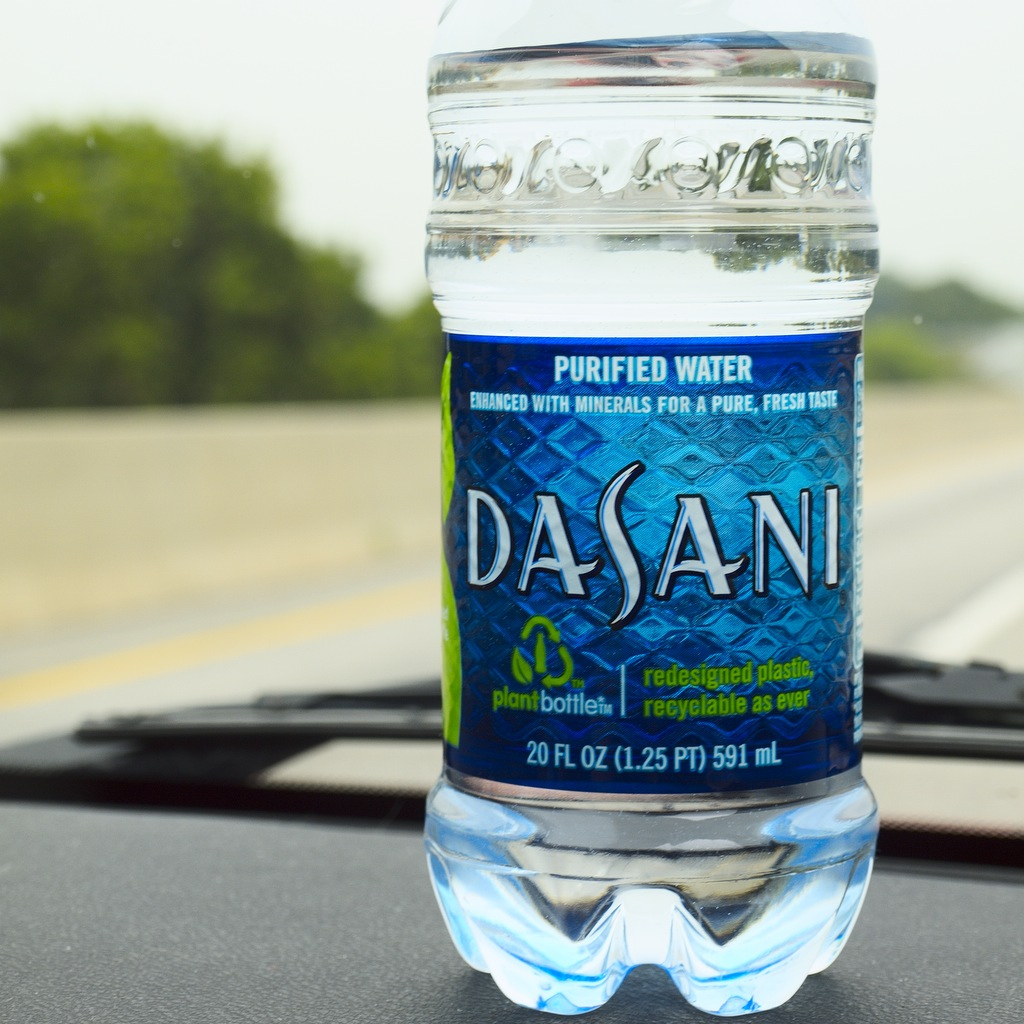 PURIFIED WATER
ENHANCED WITH MINERALS FOR A PURE, FRESH TASTE
DASANI
plantbottle™
redesigned plastic,
recyclable as ever
20 FL OZ (1.25 PT) 591 mL